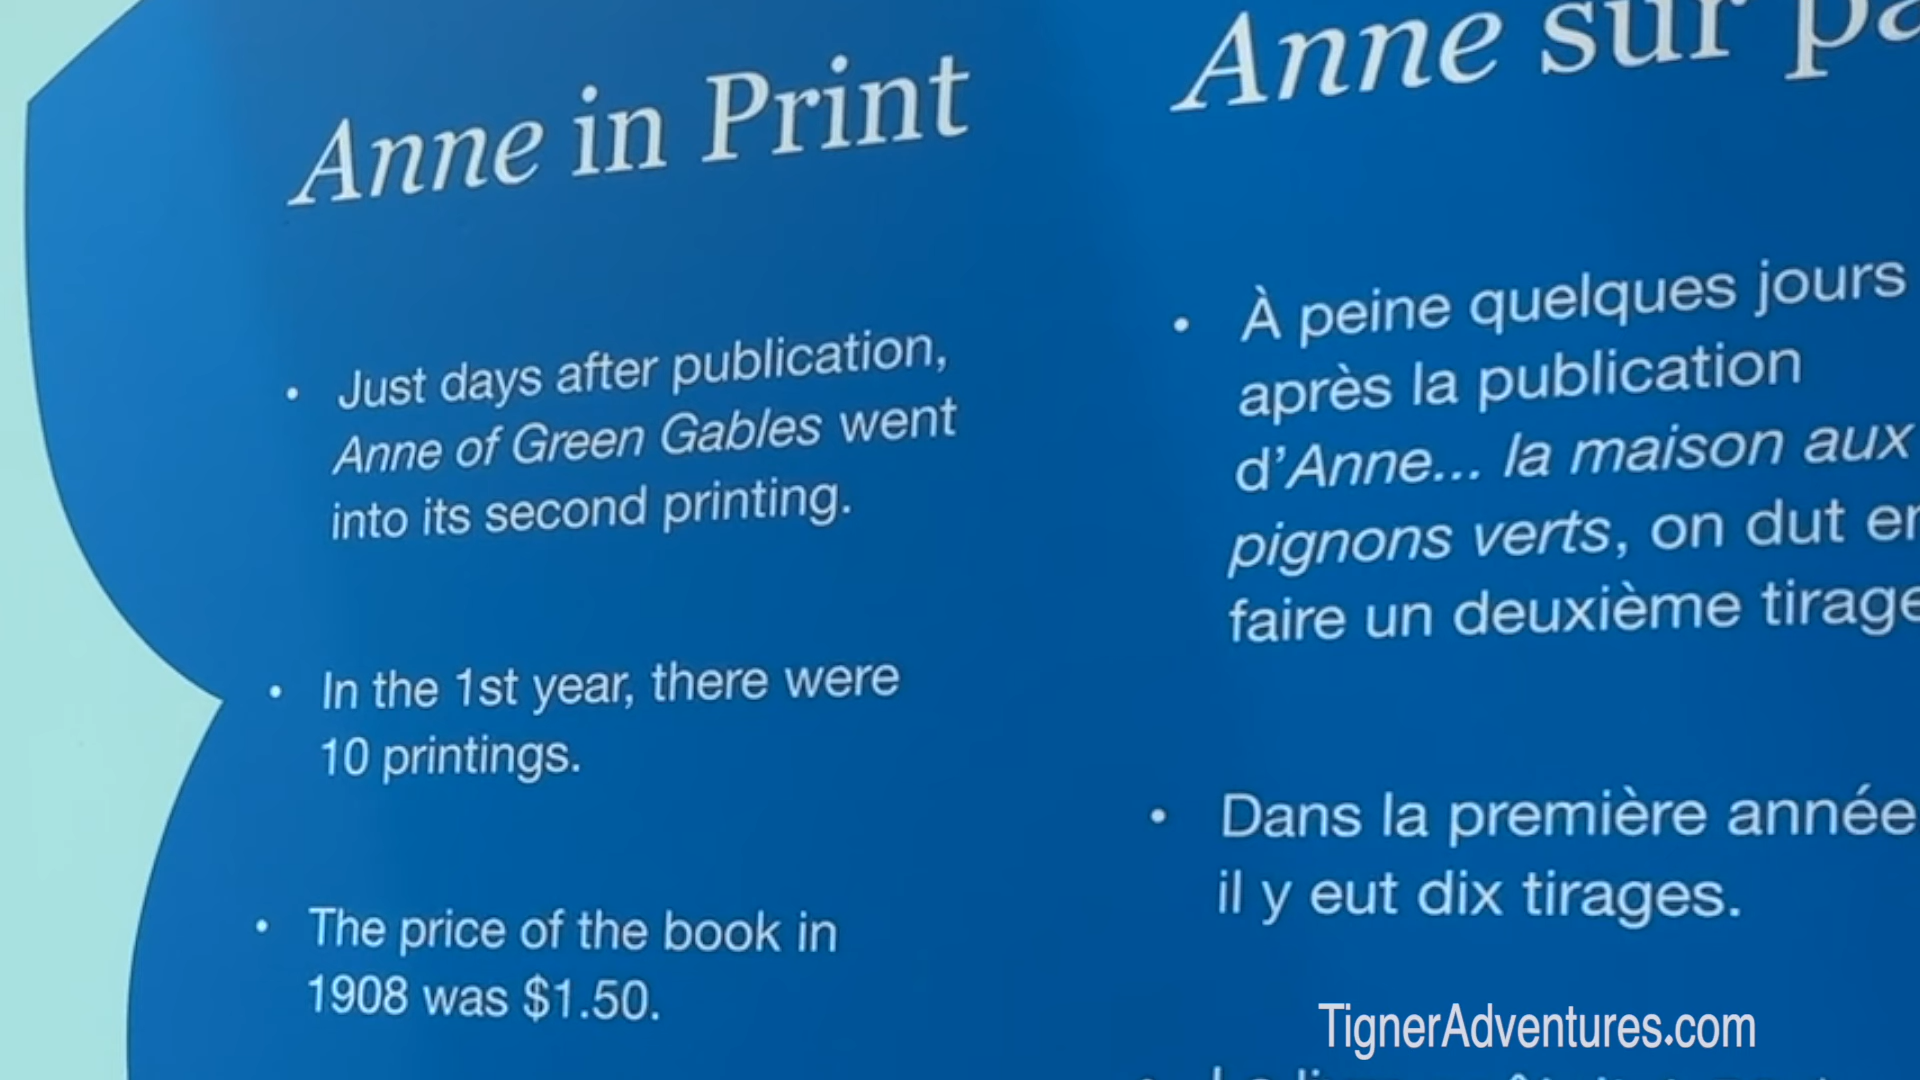 Anne in Print
Just days after publication,
Anne of Green Gables went
into its second printing.
In the 1st year, there were
10 printings.
The price of the book in
1908 was $1.50.
Anne sur
À peine quelques jours
après la publication
d'Anne... la maison aux
pignons verts, on dut en
faire un deuxième tirage
Dans la première année
il y eut dix tirages.
TignerAdventures.com